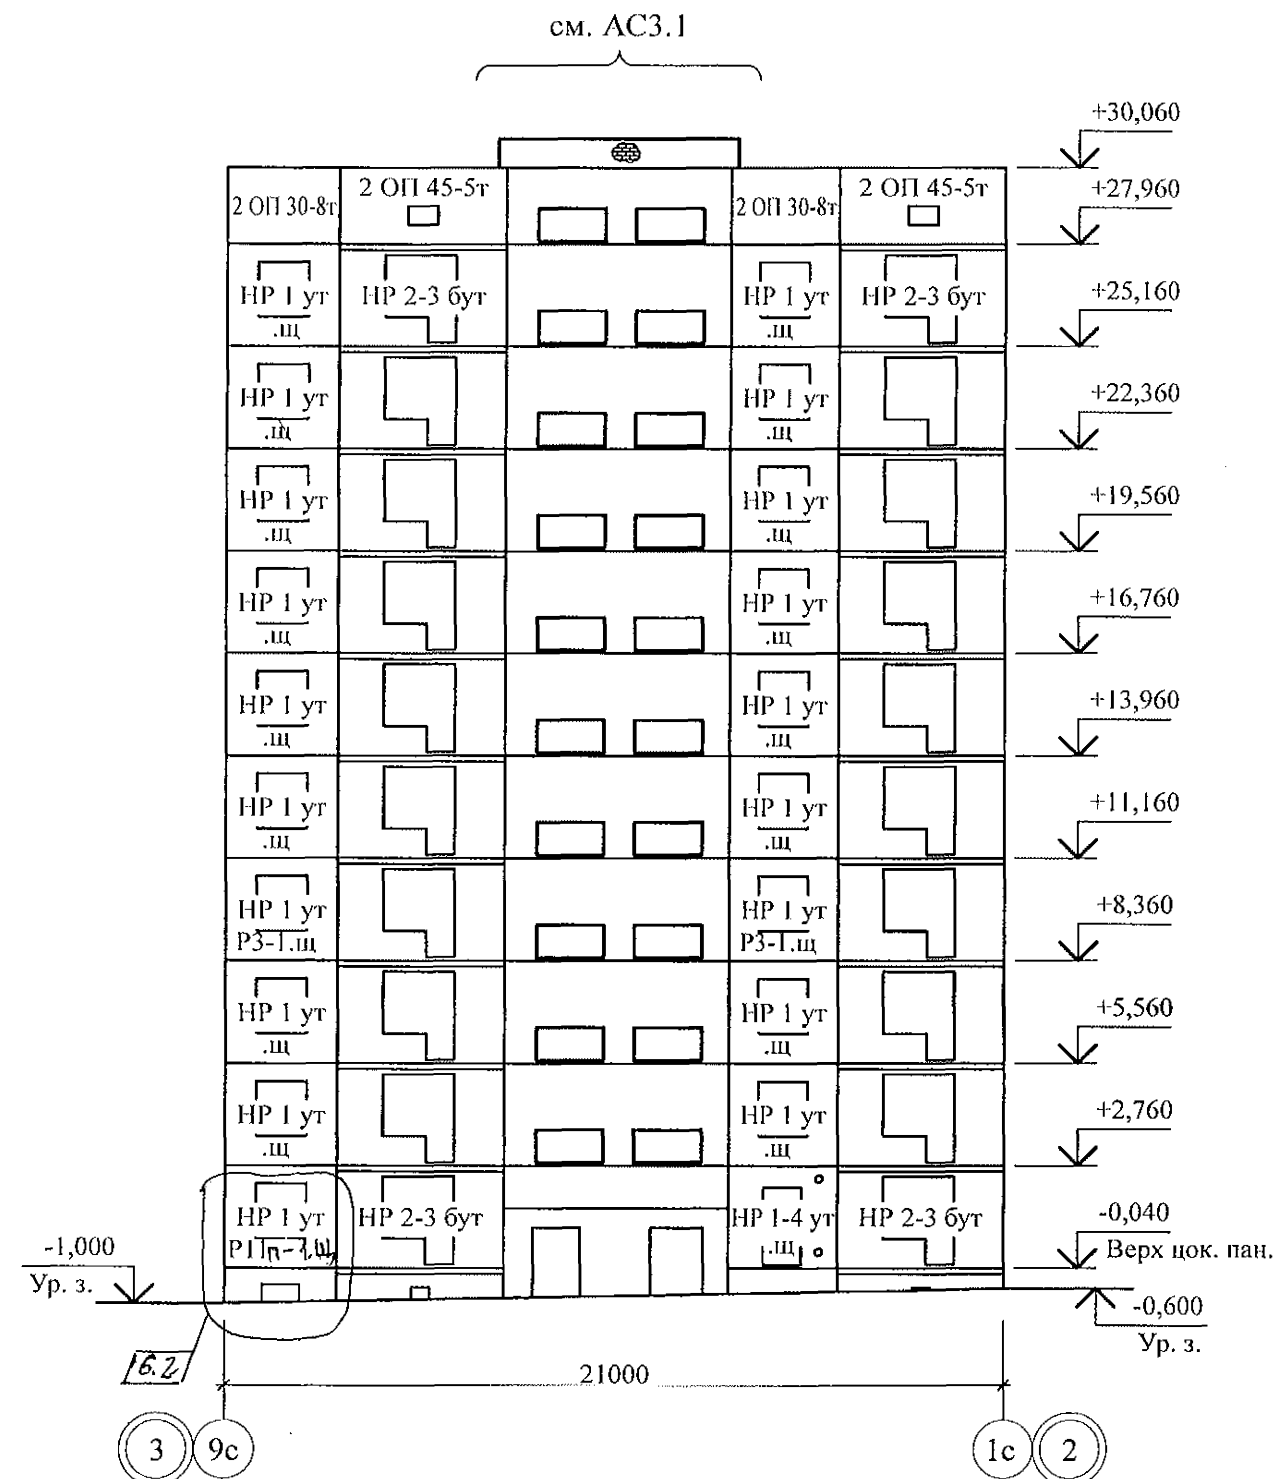 см. АС3.1
+30,060
2 ОП 30-8т
2 ОП 45-5т
2 ОП 30-8т
2 ОП 45-5т
+27,960
НР 1 ут
.щ
НР 2-3 бут
НР 1 ут
.щ
НР 2-3 бут
+25,160
НР 1 ут
.щ
НР 1 ут
.щ
+22,360
НР 1 ут
.щ
НР 1 ут
.щ
+19,560
НР 1 ут
.щ
НР 1 ут
.щ
+16,760
НР 1 ут
.щ
НР 1 ут
.щ
+13,960
НР 1 ут
.щ
НР 1 ут
.щ
+11,160
НР 1 ут
Р3-1.щ
НР 1 ут
Р3-1.щ
+8,360
НР 1 ут
.щ
НР 1 ут
.щ
+5,560
НР 1 ут
.щ
НР 1 ут
.щ
+2,760
НР 1 ут
НР 2-3 бут
НР 1-4 ут
.щ
НР 2-3 бут
-0,040
Верх цок. пан.
-1,000
Ур. з.
-0,600
Ур. з.
16.2
21000
3
9с
1с
2